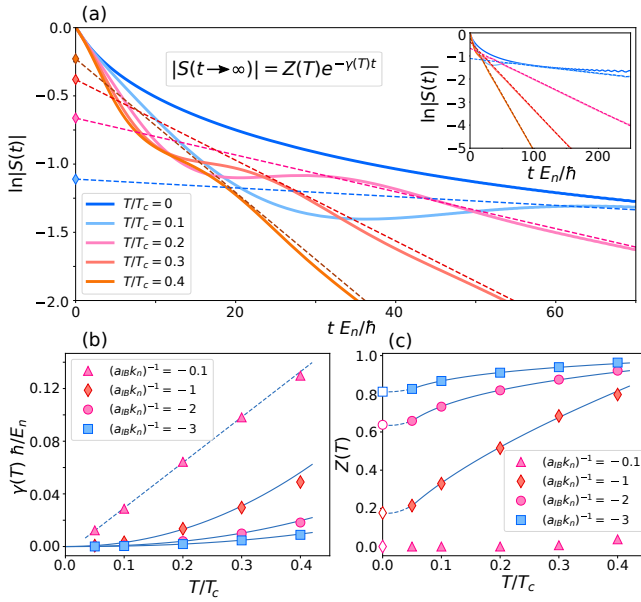 (a)
|S(t→∞)| = Z(T)e^{-γ(T)t}
ln|S(t)|
0.0
−0.5
−1.0
−1.5
−2.0
0
20
40
60
t E_n/ħ
T/T_c = 0
T/T_c = 0.1
T/T_c = 0.2
T/T_c = 0.3
T/T_c = 0.4
ln|S(t)|
0
−1
−2
−3
−4
−5
0
100
200
t E_n/ħ
(b)
γ(T) ħ/E_n
0.12
0.08
0.04
0.00
0.0
0.1
0.2
0.3
0.4
T/T_c
(a_{IB}k_n)^{-1} = −0.1
(a_{IB}k_n)^{-1} = −1
(a_{IB}k_n)^{-1} = −2
(a_{IB}k_n)^{-1} = −3
(c)
Z(T)
1.0
0.8
0.6
0.4
0.2
0.0
0.0
0.1
0.2
0.3
0.4
T/T_c
(a_{IB}k_n)^{-1} = −0.1
(a_{IB}k_n)^{-1} = −1
(a_{IB}k_n)^{-1} = −2
(a_{IB}k_n)^{-1} = −3